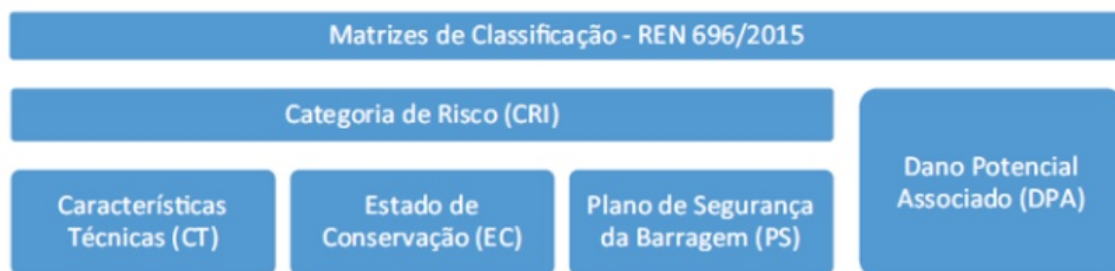 Matrizes de Classificação - REN 696/2015
Categoria de Risco (CRI)
Características
Técnicas (CT)
Estado de
Conservação (EC)
Plano de Segurança
da Barragem (PS)
Dano Potencial
Associado (DPA)